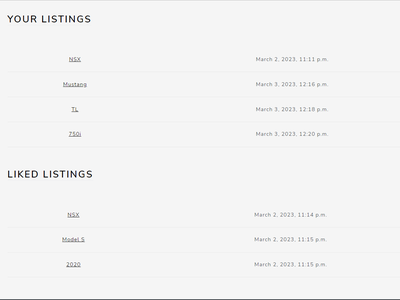 YOUR LISTINGS
NSX March 2, 2023, 11:11 p.m.
Mustang March 3, 2023, 12:16 p.m.
TL March 3, 2023, 12:18 p.m.
750i March 3, 2023, 12:20 p.m.
LIKED LISTINGS
NSX March 2, 2023, 11:14 p.m.
Model S March 2, 2023, 11:15 p.m.
2020 March 2, 2023, 11:15 p.m.